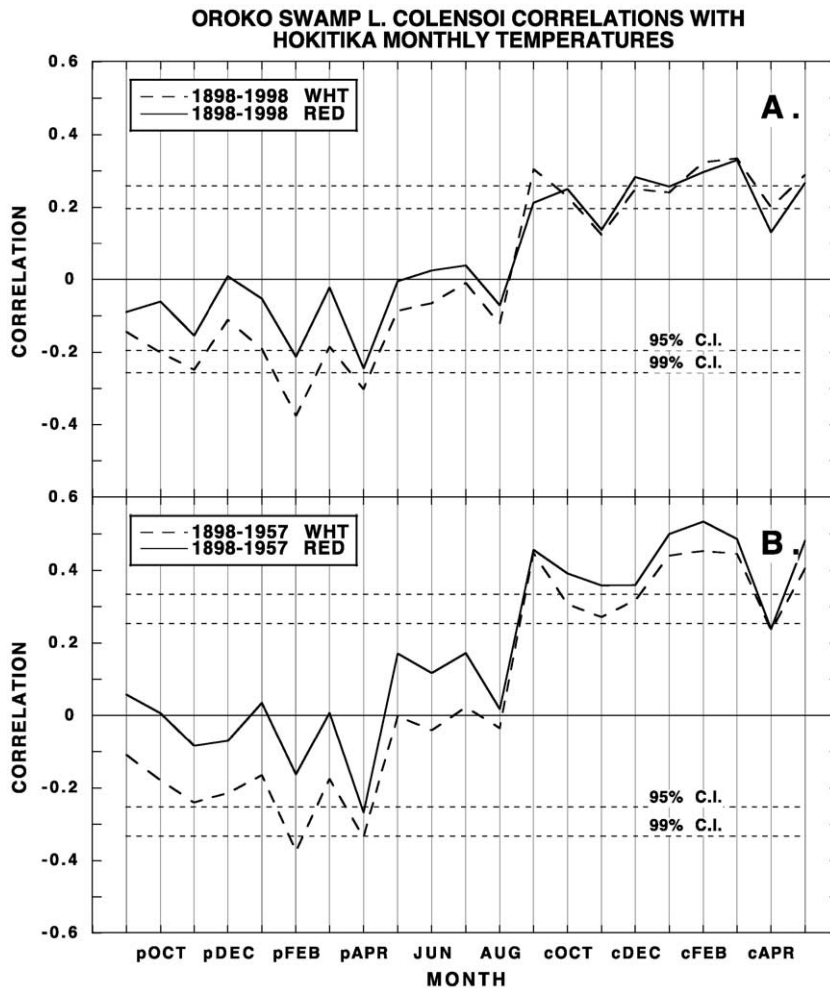 OROKO SWAMP L. COLENSOI CORRELATIONS WITH
HOKITIKA MONTHLY TEMPERATURES
0.6
1898-1998 WHT
1898-1998 RED
A.
0.4
0.2
0
-0.2
-0.4
CORRELATION
95% C.I.
99% C.I.
0.6
1898-1957 WHT
1898-1957 RED
B.
0.4
0.2
0
-0.2
-0.4
-0.6
CORRELATION
95% C.I.
99% C.I.
pOCT pDEC pFEB pAPR JUN AUG cOCT cDEC cFEB cAPR
MONTH